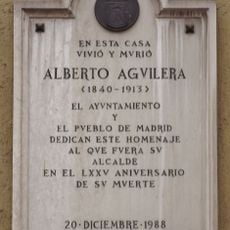 EN ESTA CASA
VIVIÓ Y MVRIÓ
ALBERTO AGVILERA
(1840-1913)
EL AYVNTAMIENTO
Y
EL PVEBLO DE MADRID
DEDICAN ESTE HOMENAJE
AL QVE FVERA SV
ALCALDE
EN EL LXXV ANIVERSARIO
DE SV MVERTE
20·DICIEMBRE·1988